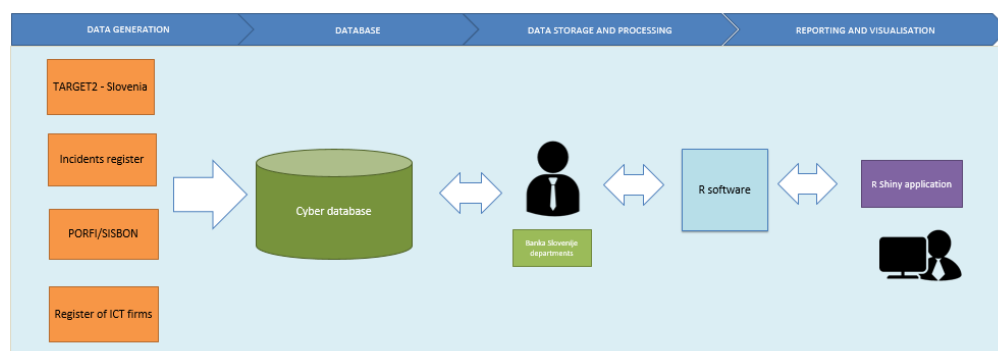 DATA GENERATION
DATABASE
DATA STORAGE AND PROCESSING
REPORTING AND VISUALISATION
TARGET2 - Slovenia
Incidents register
PORFI/SISBON
Register of ICT firms
Cyber database
Banka Slovenije
departments
R software
R Shiny application